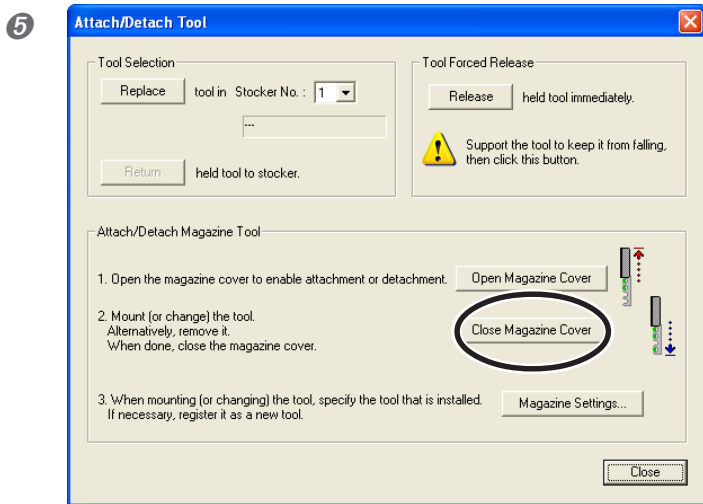 5
Attach/Detach Tool
Tool Selection
Replace tool in Stocker No. : 1
---
Return held tool to stocker.
Tool Forced Release
Release held tool immediately.
Support the tool to keep it from falling,
then click this button.
Attach/Detach Magazine Tool
1. Open the magazine cover to enable attachment or detachment. Open Magazine Cover
2. Mount (or change) the tool.
Alternatively, remove it.
When done, close the magazine cover.
Close Magazine Cover
3. When mounting (or changing) the tool, specify the tool that is installed.
If necessary, register it as a new tool.
Magazine Settings...
Close